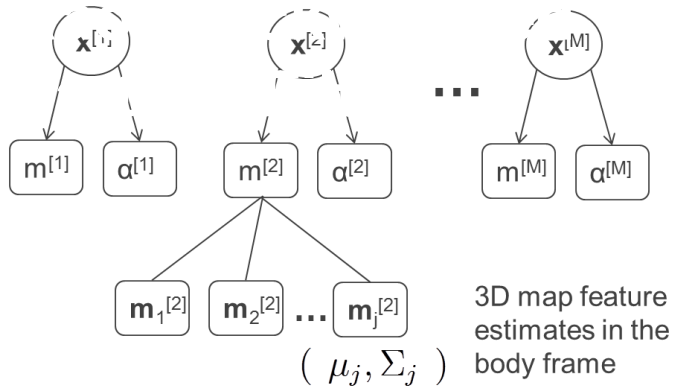 x[1] x[2] ... x[M]
m[1] α[1] m[2] α[2] m[M] α[M]
m1[2] m2[2] ... mj[2]
( μj, Σj )
3D map feature
estimates in the
body frame